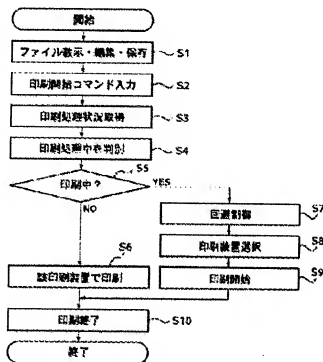 開始
ファイル表示・編集・保存
S1
印刷開始コマンド入力
S2
印刷処理状況取得
S3
印刷処理中を判別
S4
印刷中?
S5
YES
NO
回避制御
S7
印刷装置選択
S8
S6
該印刷装置で印刷
印刷開始
S9
印刷終了
S10
終了